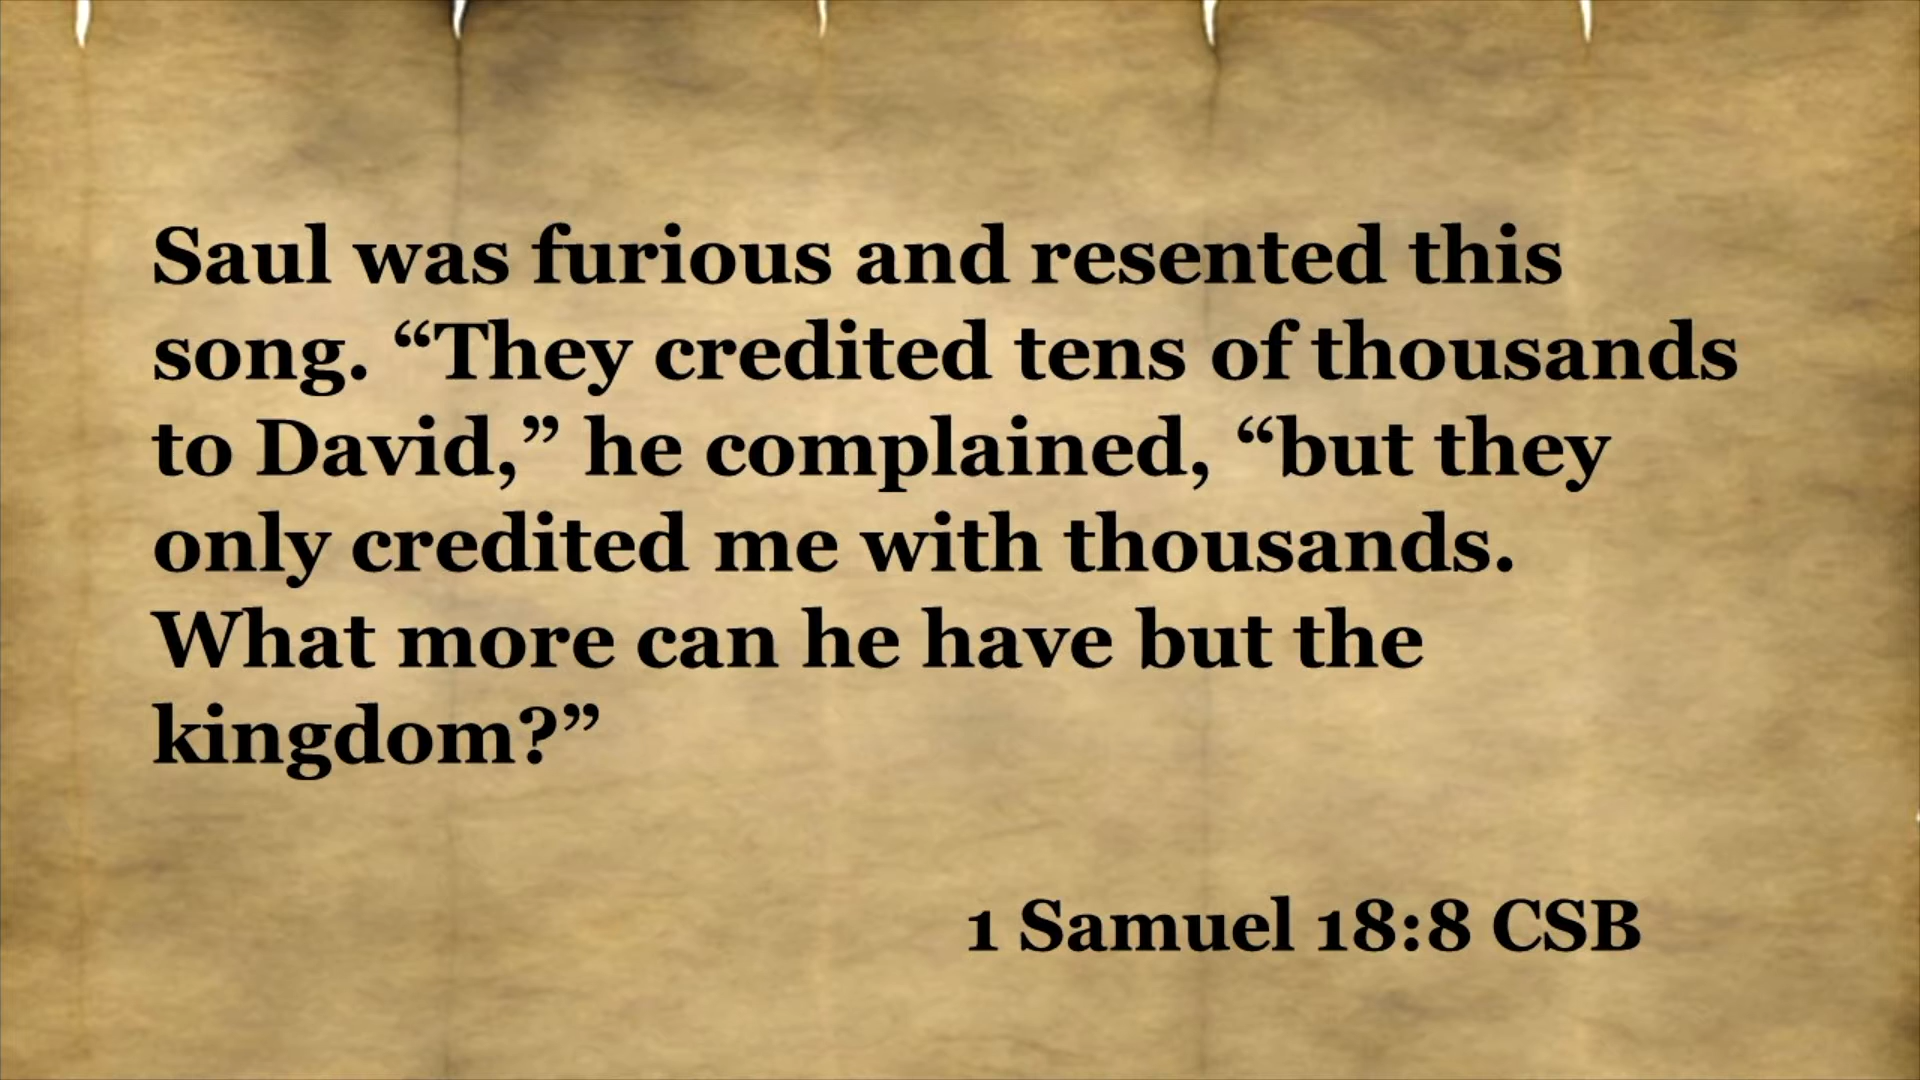 Saul was furious and resented this
song. “They credited tens of thousands
to David,” he complained, “but they
only credited me with thousands.
What more can he have but the
kingdom?”
1 Samuel 18:8 CSB